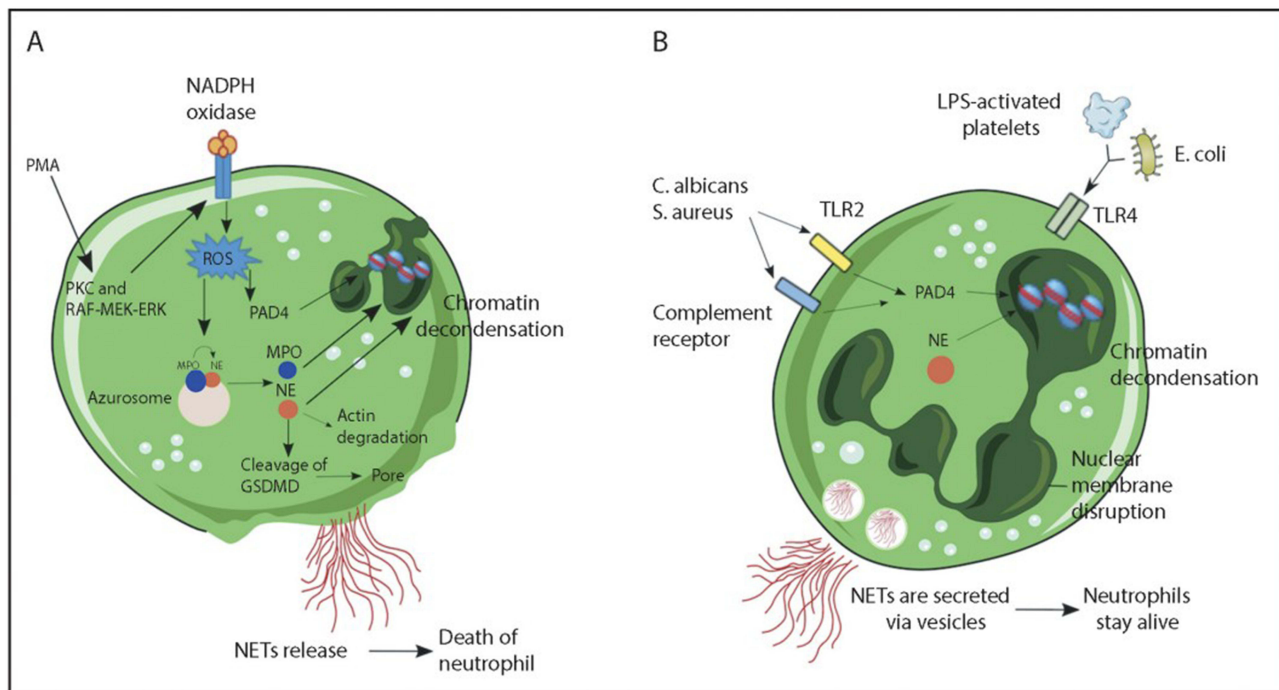 A
NADPH
oxidase
PMA
ROS
PKC and
RAF-MEK-ERK
PAD4
Chromatin
decondensation
MPO
NE
MPO
NE
Azurosome
Actin
degradation
Cleavage of
GSDMD
Pore
NETs release
Death of
neutrophil
B
LPS-activated
platelets
E. coli
C. albicans
S. aureus
TLR2
TLR4
Complement
receptor
PAD4
NE
Chromatin
decondensation
Nuclear
membrane
disruption
NETs are secreted
via vesicles
Neutrophils
stay alive